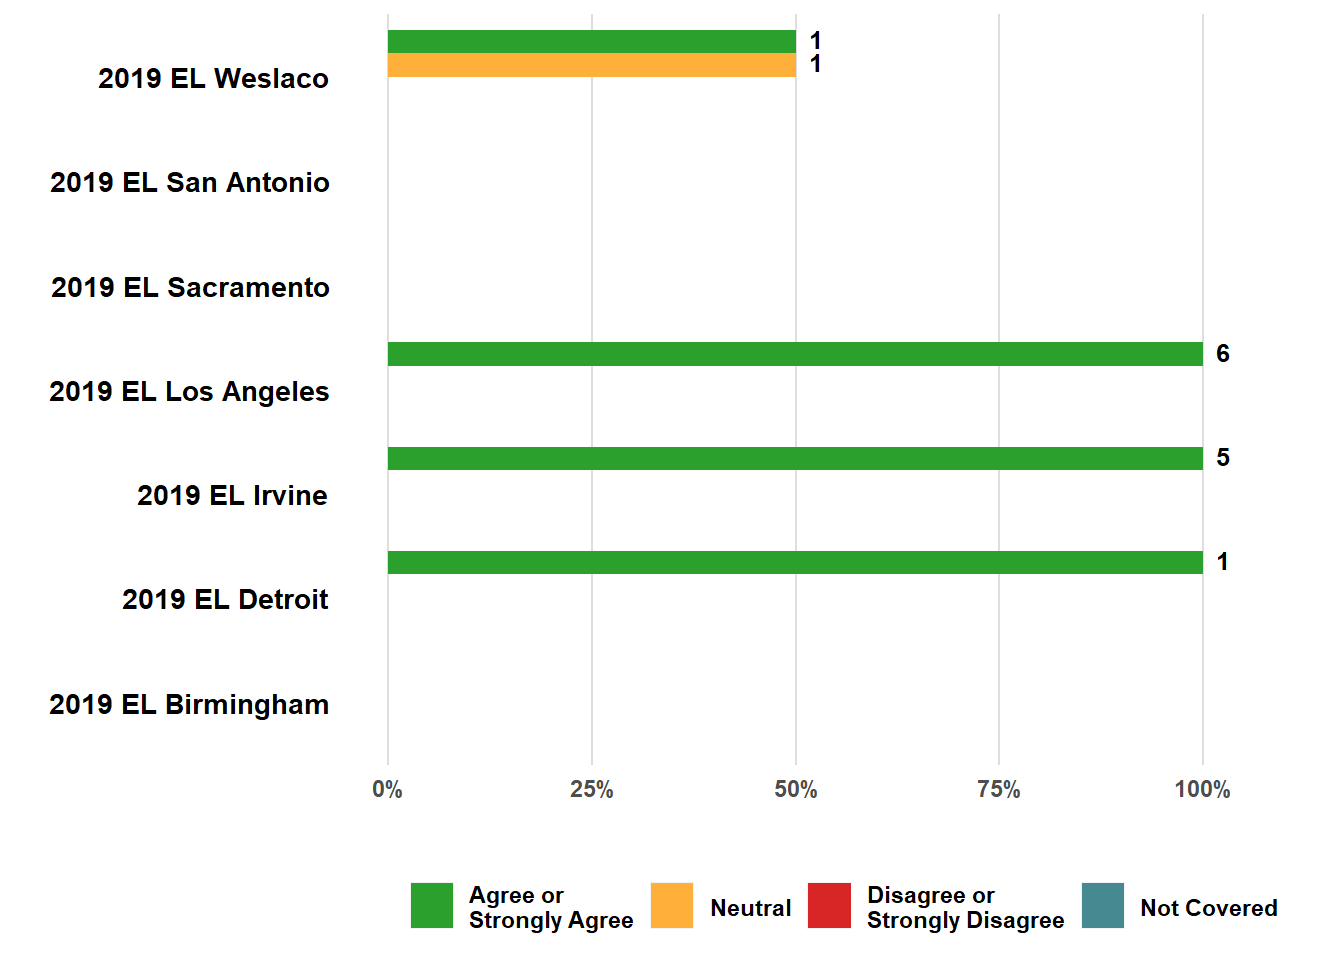 1
1
2019 EL Weslaco
2019 EL San Antonio
2019 EL Sacramento
6
2019 EL Los Angeles
5
2019 EL Irvine
1
2019 EL Detroit
2019 EL Birmingham
0% 25% 50% 75% 100%
Agree or
Strongly Agree
Neutral
Disagree or
Strongly Disagree
Not Covered